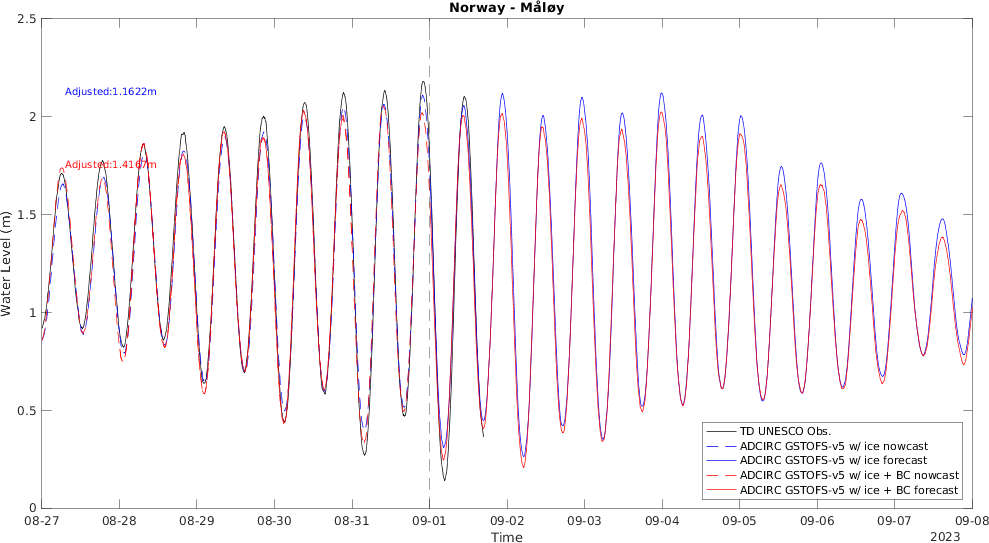 Norway - Måløy
2.5
2
1.5
1
0.5
0
Water Level (m)
Adjusted:1.1622m
Adjusted:1.4167m
TD UNESCO Obs.
ADCIRC GSTOFS-v5 w/ ice nowcast
ADCIRC GSTOFS-v5 w/ ice forecast
ADCIRC GSTOFS-v5 w/ ice + BC nowcast
ADCIRC GSTOFS-v5 w/ ice + BC forecast
08-27 08-28 08-29 08-30 08-31 09-01 09-02 09-03 09-04 09-05 09-06 09-07 09-08
Time
2023